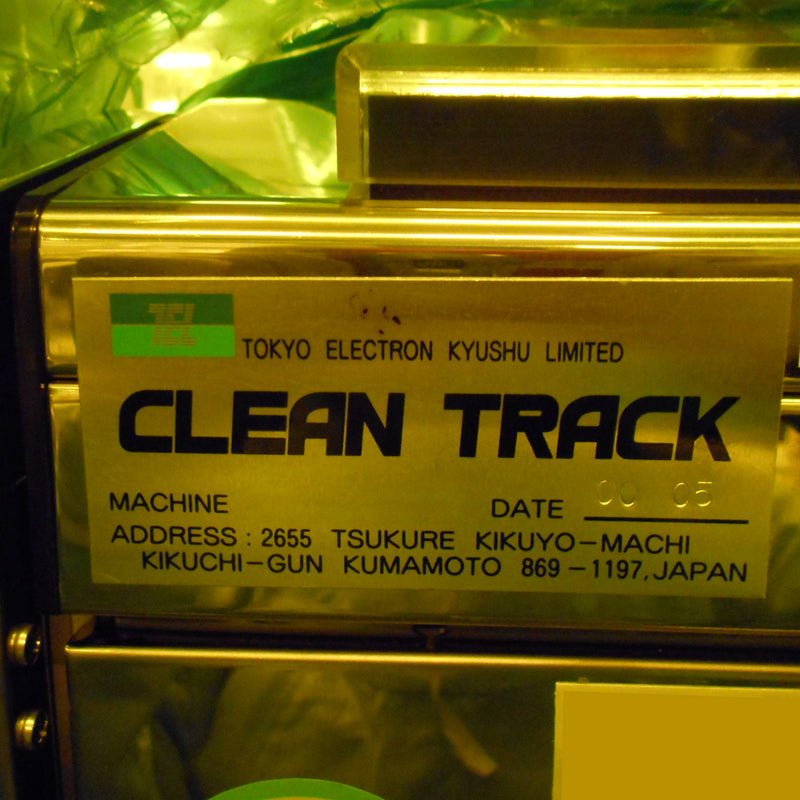 TEL
TOKYO ELECTRON KYUSHU LIMITED
CLEAN TRACK
MACHINE
DATE 00 05
ADDRESS : 2655 TSUKURE KIKUYO-MACHI
KIKUCHI-GUN KUMAMOTO 869-1197, JAPAN